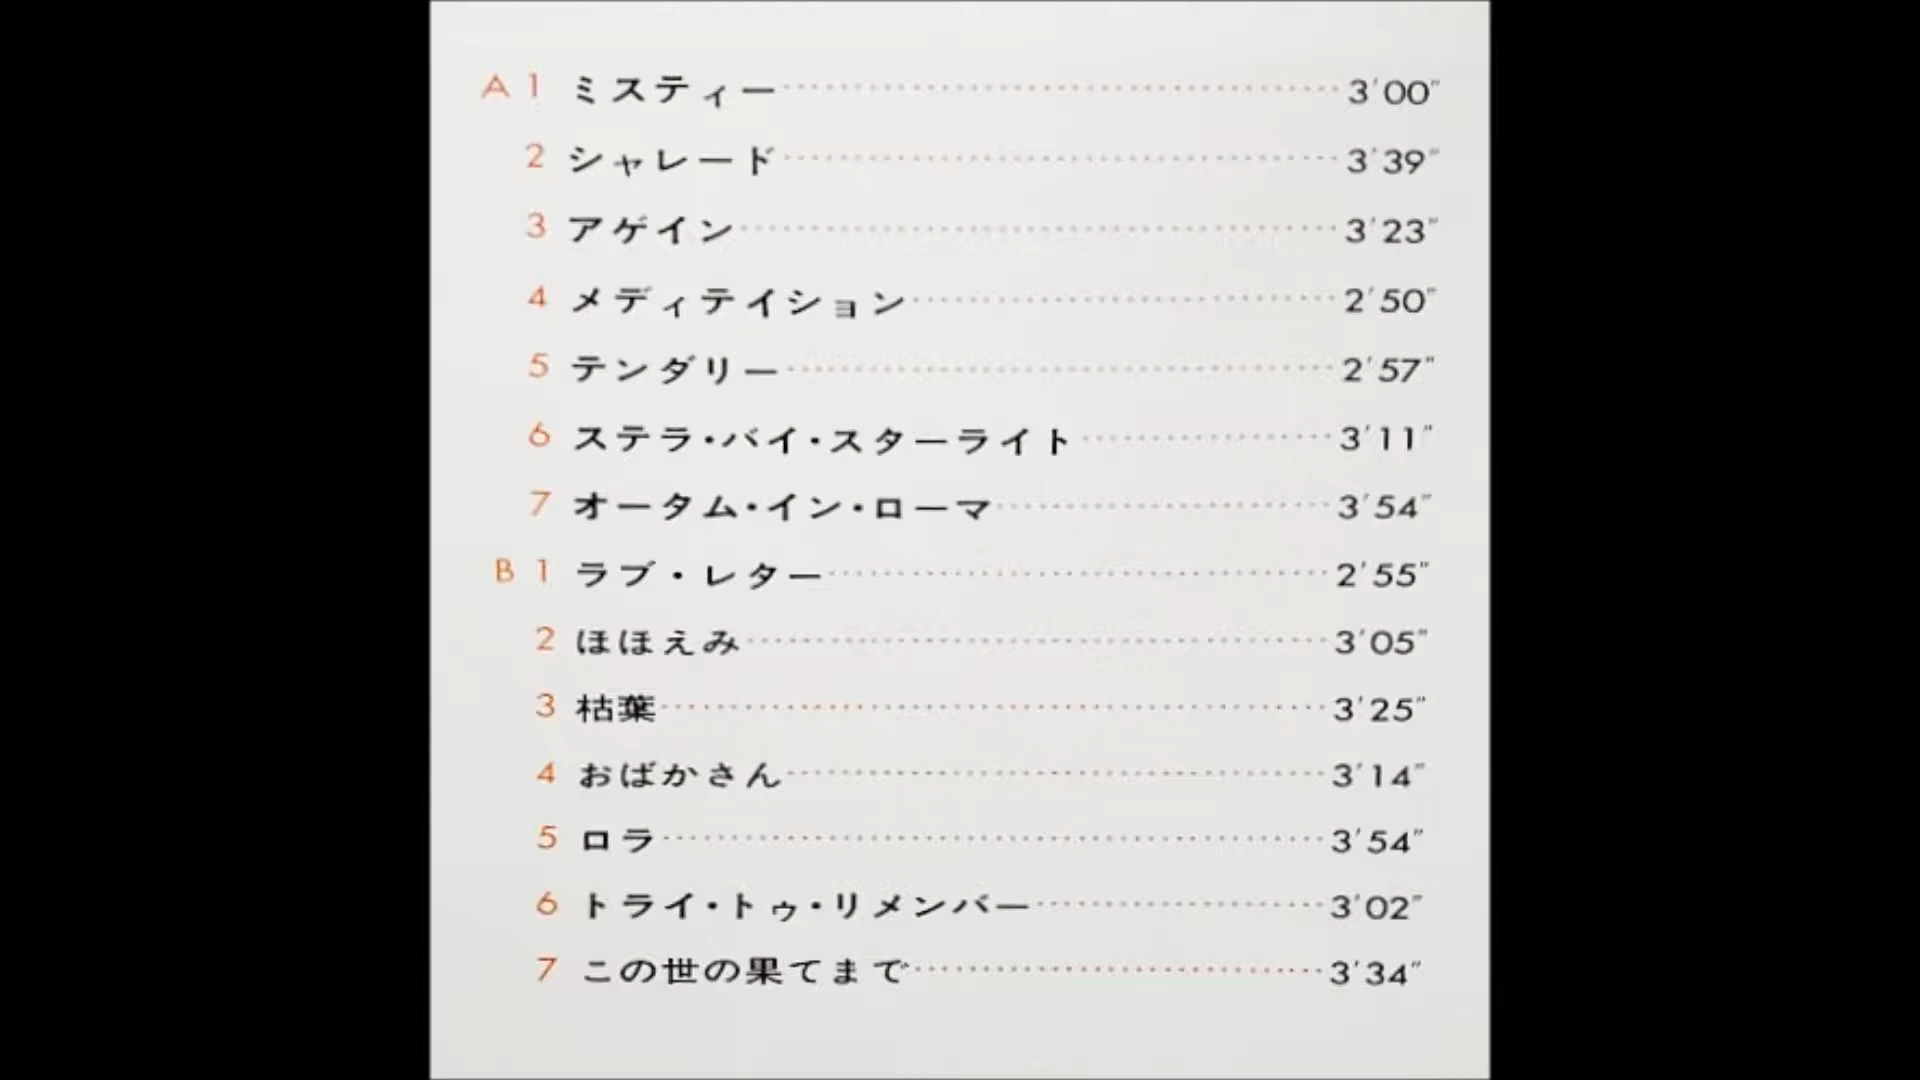 A 1 ミスティー 3′00″
2 シャレード 3′39″
3 アゲイン 3′23″
4 メディテイション 2′50″
5 テンダリー 2′57″
6 ステラ・バイ・スターライト 3′11″
7 オータム・イン・ローマ 3′54″
B 1 ラブ・レター 2′55″
2 ほほえみ 3′05″
3 枯葉 3′25″
4 おばかさん 3′14″
5 ロラ 3′54″
6 トライ・トゥ・リメンバー 3′02″
7 この世の果てまで 3′34″